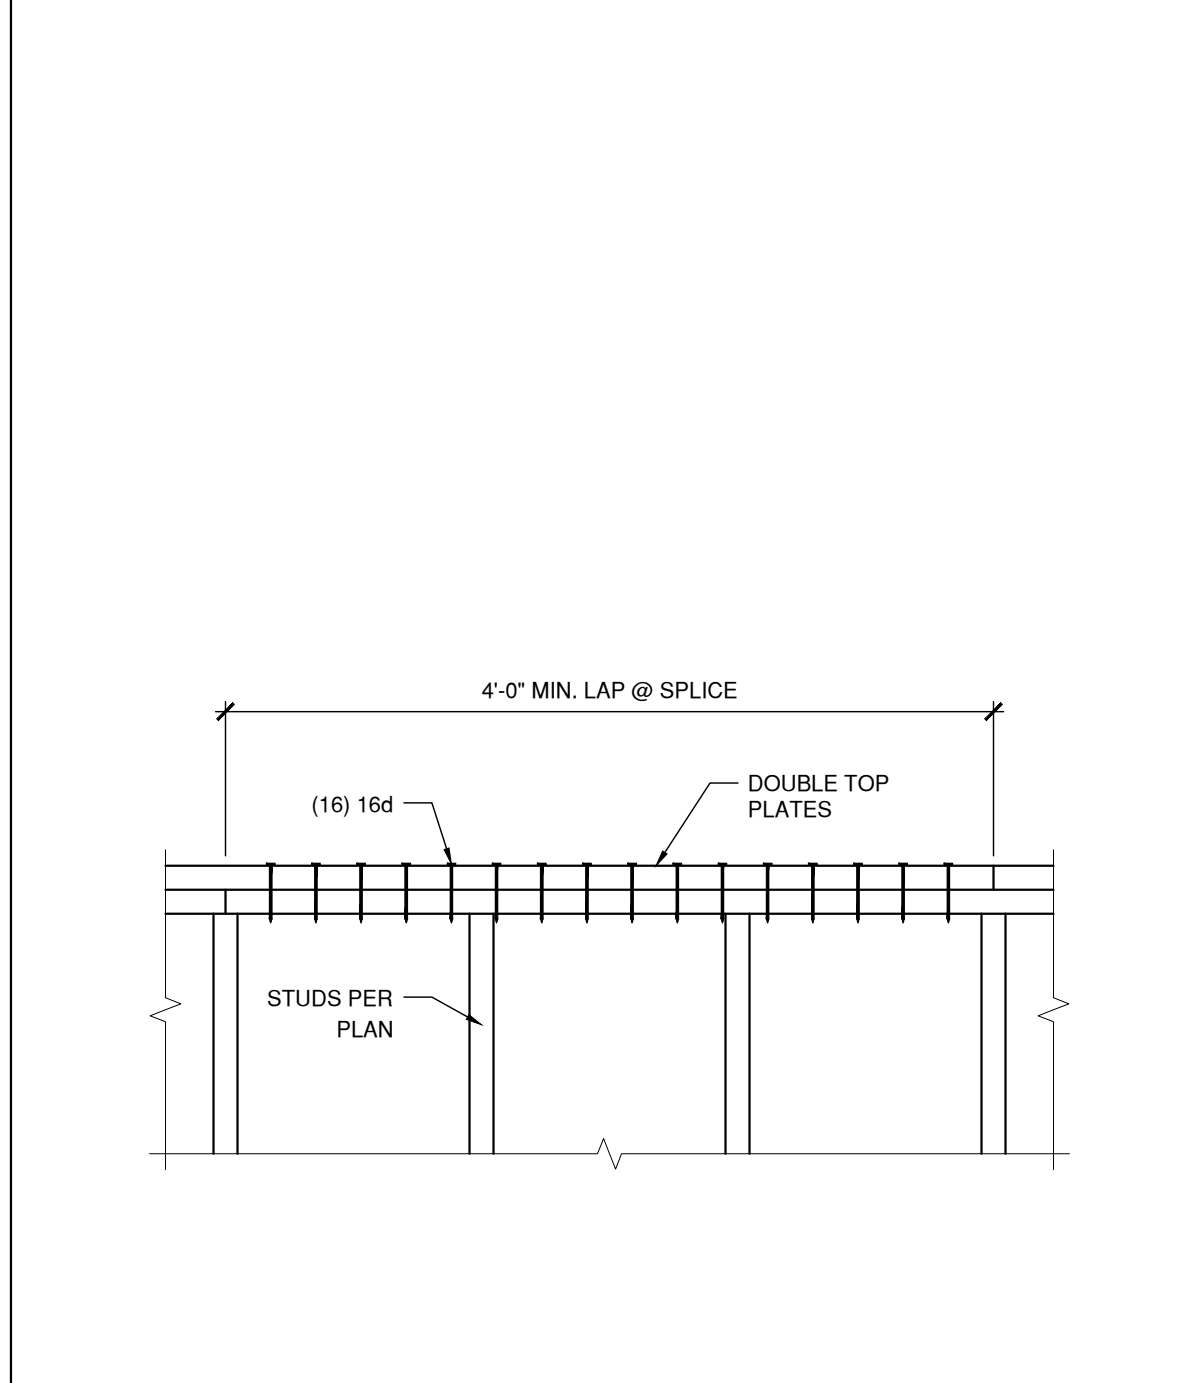 4'-0" MIN. LAP @ SPLICE
DOUBLE TOP
PLATES
(16) 16d
STUDS PER
PLAN